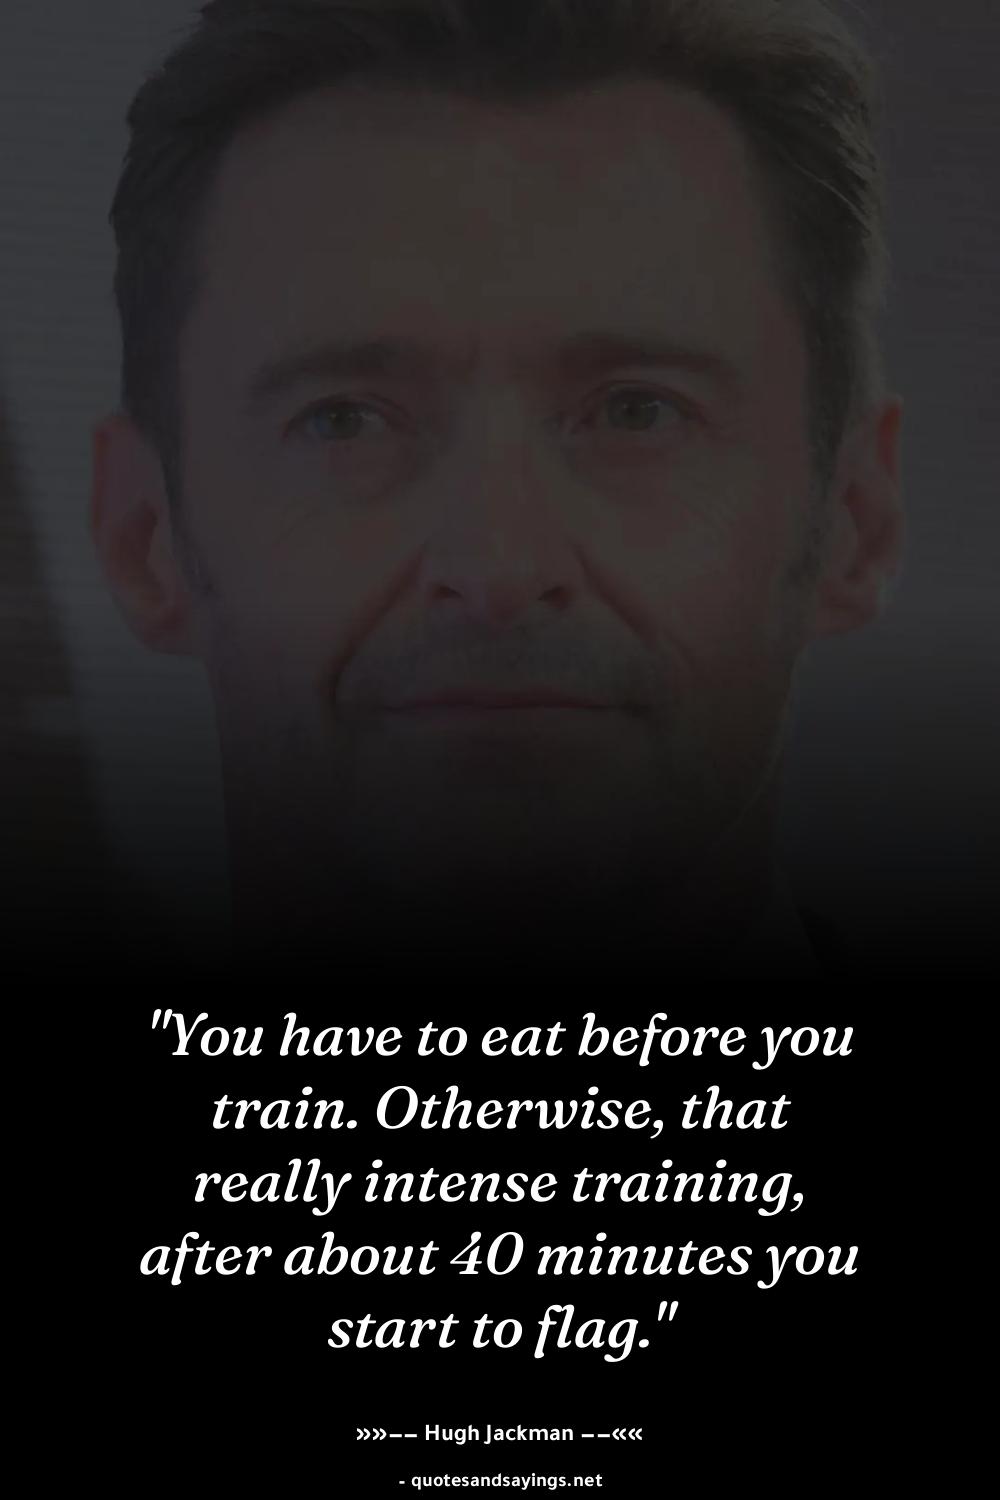 "You have to eat before you
train. Otherwise, that
really intense training,
after about 40 minutes you
start to flag."
»»-- Hugh Jackman --««
- quotesandsayings.net